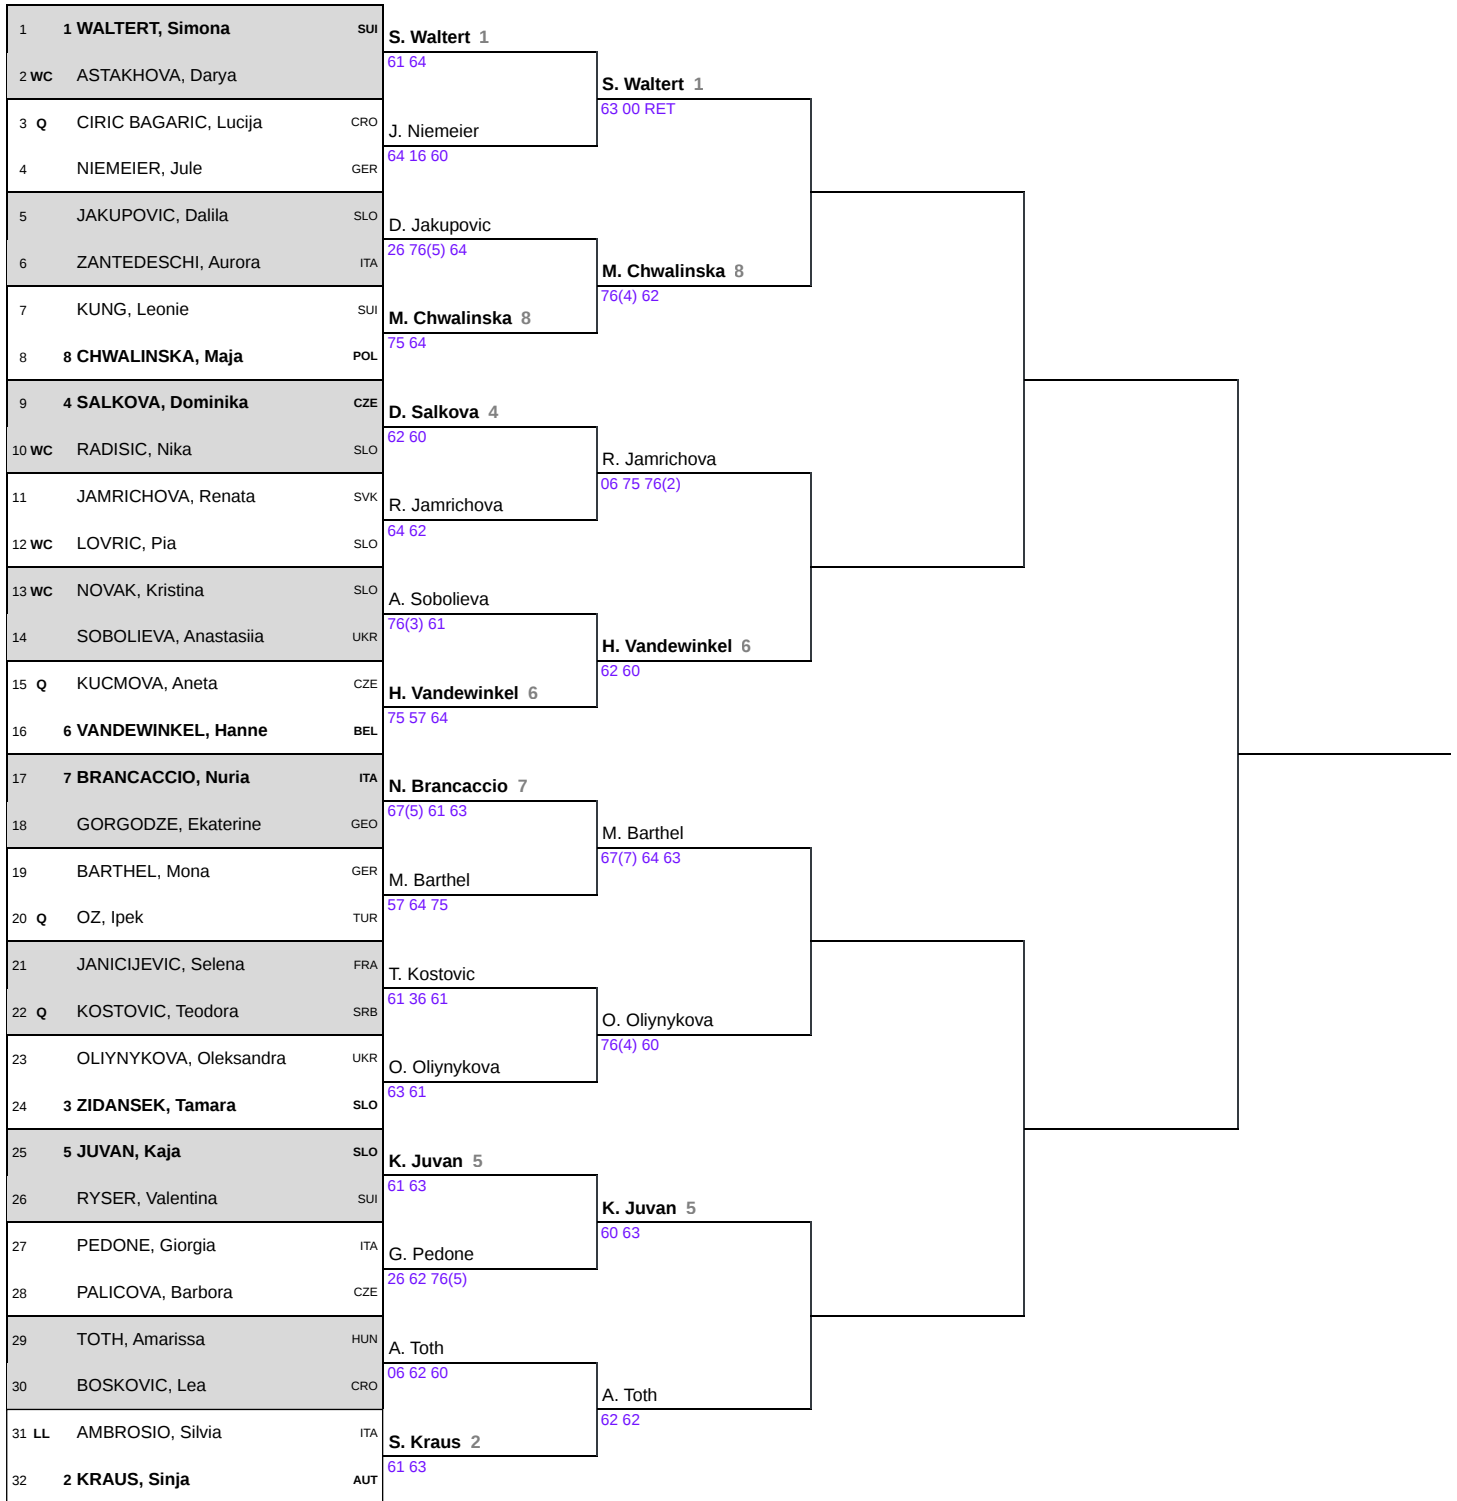 1 1 WALTERT, Simona SUI
2 WC ASTAKHOVA, Darya
3 Q CIRIC BAGARIC, Lucija CRO
4 NIEMEIER, Jule GER
5 JAKUPOVIC, Dalila SLO
6 ZANTEDESCHI, Aurora ITA
7 KUNG, Leonie SUI
8 8 CHWALINSKA, Maja POL
9 4 SALKOVA, Dominika CZE
10 WC RADISIC, Nika SLO
11 JAMRICHOVA, Renata SVK
12 WC LOVRIC, Pia SLO
13 WC NOVAK, Kristina SLO
14 SOBOLIEVA, Anastasiia UKR
15 Q KUCMOVA, Aneta CZE
16 6 VANDEWINKEL, Hanne BEL
17 7 BRANCACCIO, Nuria ITA
18 GORGODZE, Ekaterine GEO
19 BARTHEL, Mona GER
20 Q OZ, Ipek TUR
21 JANICIJEVIC, Selena FRA
22 Q KOSTOVIC, Teodora SRB
23 OLIYNYKOVA, Oleksandra UKR
24 3 ZIDANSEK, Tamara SLO
25 5 JUVAN, Kaja SLO
26 RYSER, Valentina SUI
27 PEDONE, Giorgia ITA
28 PALICOVA, Barbora CZE
29 TOTH, Amarissa HUN
30 BOSKOVIC, Lea CRO
31 LL AMBROSIO, Silvia ITA
32 2 KRAUS, Sinja AUT
S. Waltert 1
61 64
J. Niemeier
64 16 60
D. Jakupovic
26 76(5) 64
M. Chwalinska 8
75 64
D. Salkova 4
62 60
R. Jamrichova
64 62
A. Sobolieva
76(3) 61
H. Vandewinkel 6
75 57 64
N. Brancaccio 7
67(5) 61 63
M. Barthel
57 64 75
T. Kostovic
61 36 61
O. Oliynykova
63 61
K. Juvan 5
61 63
G. Pedone
26 62 76(5)
A. Toth
06 62 60
S. Kraus 2
61 63
S. Waltert 1
63 00 RET
M. Chwalinska 8
76(4) 62
R. Jamrichova
06 75 76(2)
H. Vandewinkel 6
62 60
M. Barthel
67(7) 64 63
O. Oliynykova
76(4) 60
K. Juvan 5
60 63
A. Toth
62 62